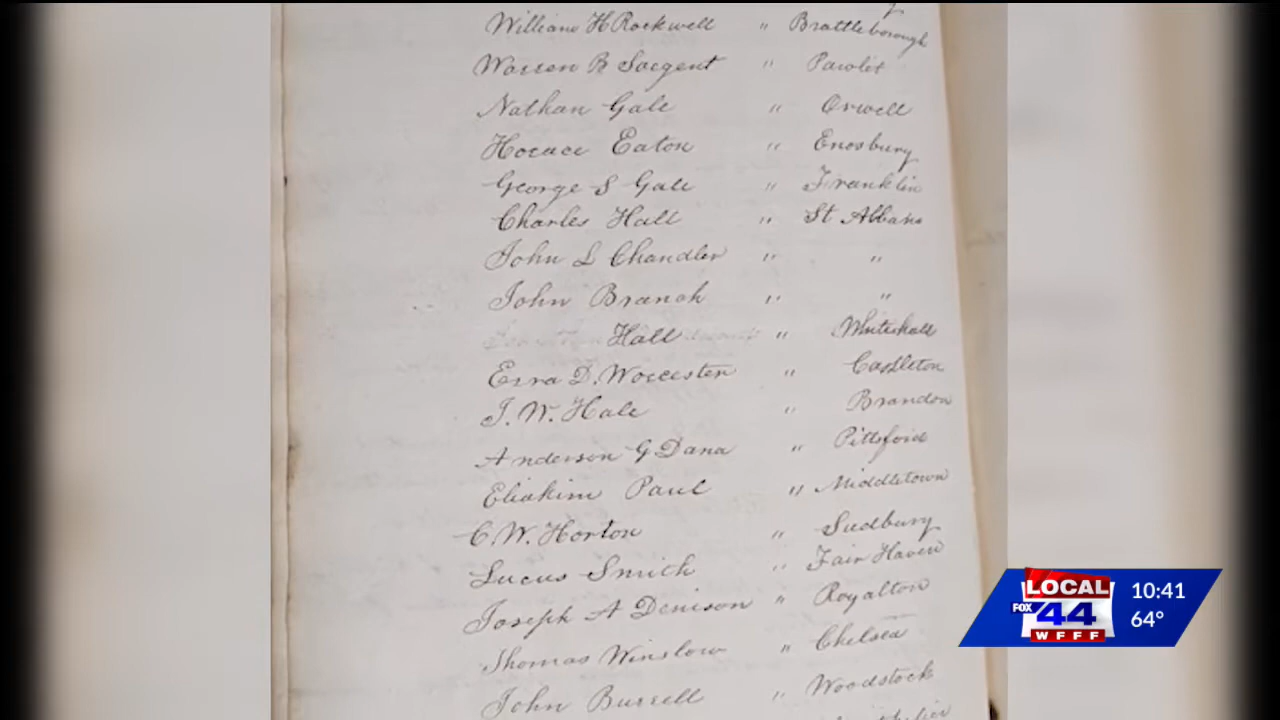 William H Rockwell " Brattleborough
Warren B Sargent " Pawlet
Nathan Gale " Orwell
Horace Eaton " Enosburg
George S Gale " Franklin
Charles Hall " St Albans
John L Chandler " "
John Branch " "
Hall " Whitehall
Ezra D. Worcester " Castleton
J. W. Hale " Brandon
Anderson G Dana " Pittsford
Eliakim Paul " Middletown
C. W. Horton " Sudbury
Lucus Smith " Fair Haven
Joseph A Denison " Royalton
Thomas Winslow " Chelsea
John Burrell " Woodstock
LOCAL
FOX 44
WFFF
10:41
64°